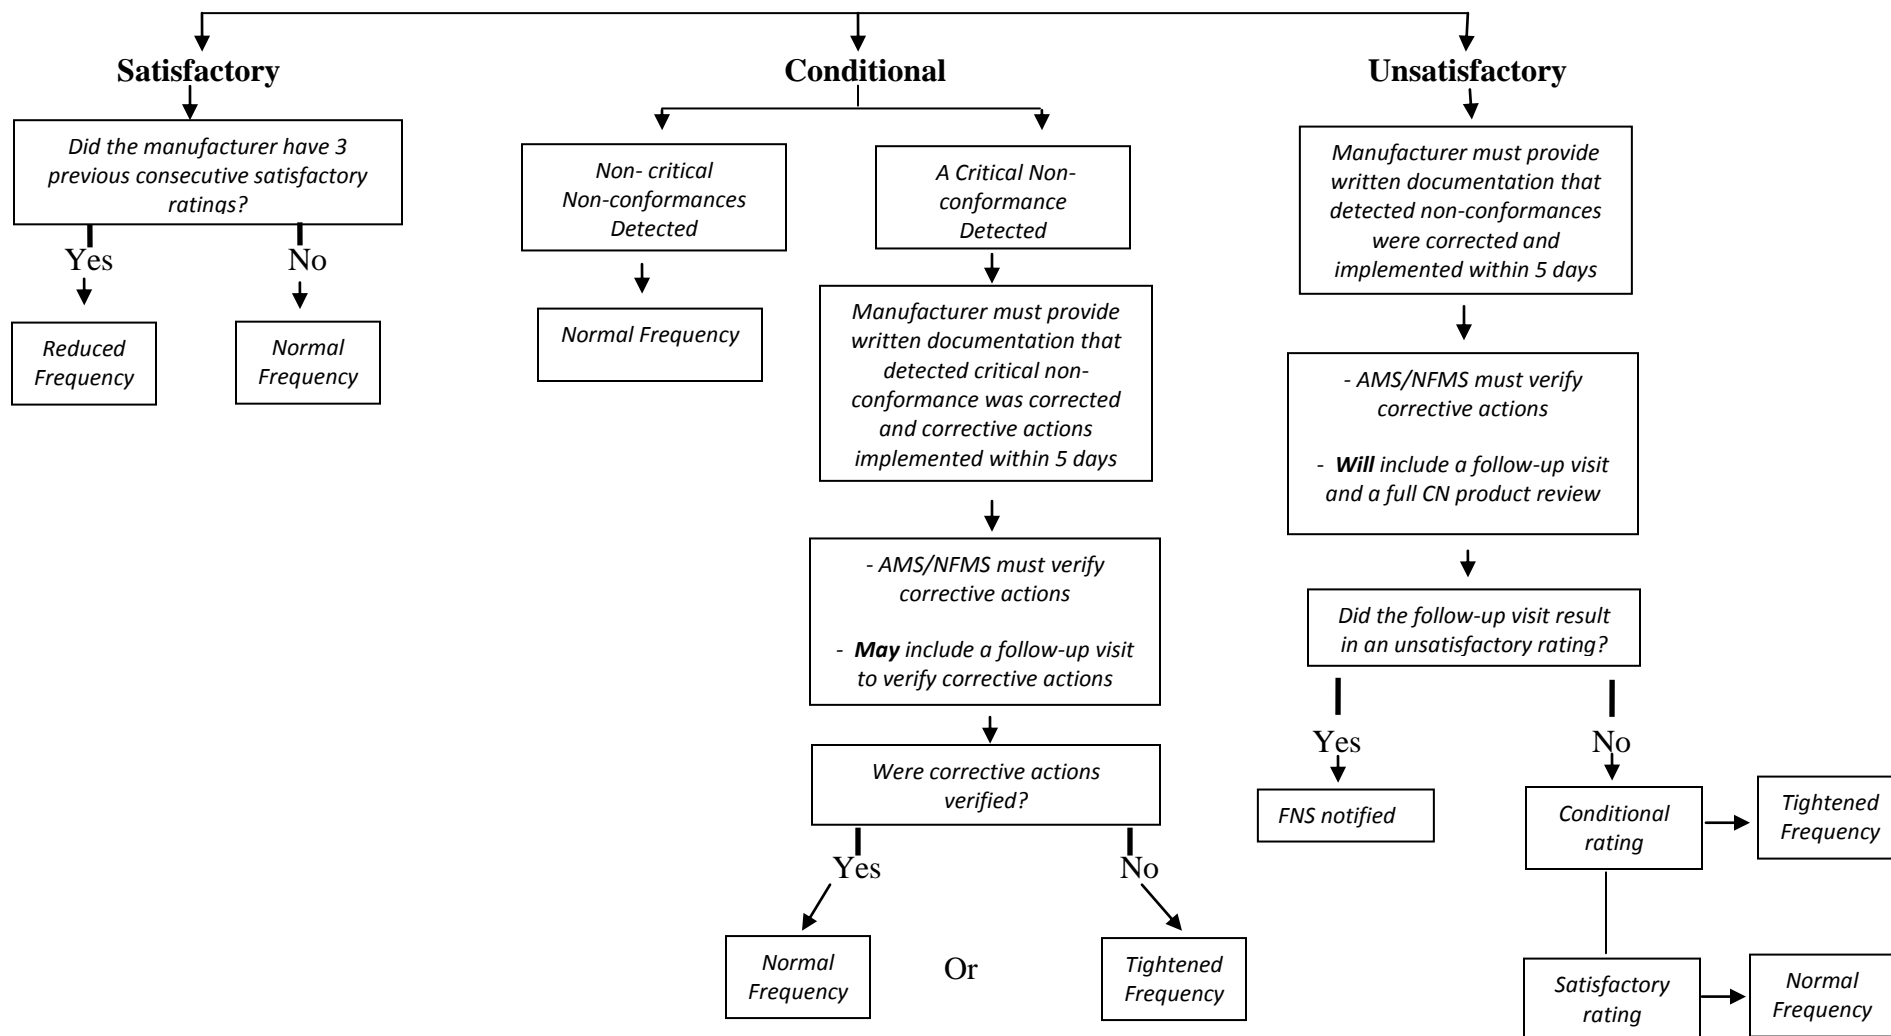 Satisfactory
Did the manufacturer have 3
previous consecutive satisfactory
ratings?
Yes
No
Reduced
Frequency
Normal
Frequency
Conditional
Non- critical
Non-conformances
Detected
Normal Frequency
A Critical Non-
conformance
Detected
Manufacturer must provide
written documentation that
detected critical non-
conformance was corrected
and corrective actions
implemented within 5 days
- AMS/NFMS must verify
corrective actions
- May include a follow-up visit
to verify corrective actions
Were corrective actions
verified?
Yes
No
Normal
Frequency
Or
Tightened
Frequency
Unsatisfactory
Manufacturer must provide
written documentation that
detected non-conformances
were corrected and
implemented within 5 days
- AMS/NFMS must verify
corrective actions
- Will include a follow-up visit
and a full CN product review
Did the follow-up visit result
in an unsatisfactory rating?
Yes
No
FNS notified
Conditional
rating
Tightened
Frequency
Satisfactory
rating
Normal
Frequency